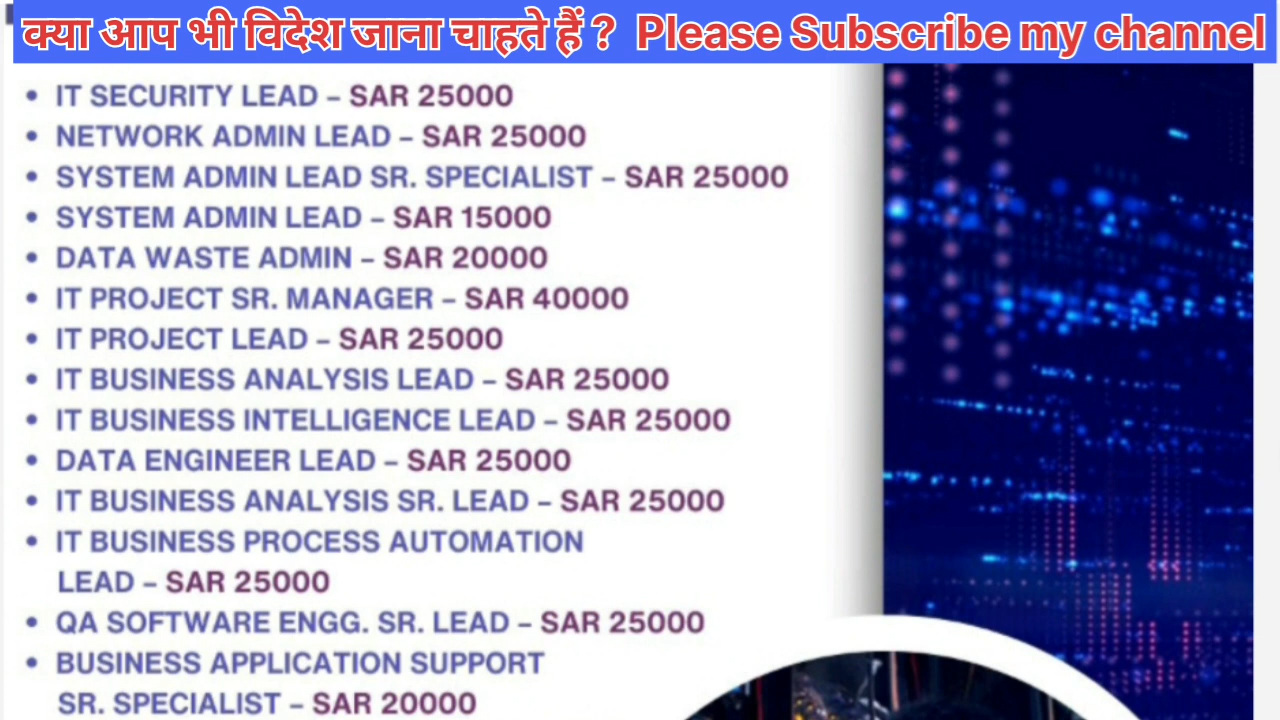 क्या आप भी विदेश जाना चाहते हैं ? Please Subscribe my channel
• IT SECURITY LEAD – SAR 25000
• NETWORK ADMIN LEAD – SAR 25000
• SYSTEM ADMIN LEAD SR. SPECIALIST – SAR 25000
• SYSTEM ADMIN LEAD – SAR 15000
• DATA WASTE ADMIN – SAR 20000
• IT PROJECT SR. MANAGER – SAR 40000
• IT PROJECT LEAD – SAR 25000
• IT BUSINESS ANALYSIS LEAD – SAR 25000
• IT BUSINESS INTELLIGENCE LEAD – SAR 25000
• DATA ENGINEER LEAD – SAR 25000
• IT BUSINESS ANALYSIS SR. LEAD – SAR 25000
• IT BUSINESS PROCESS AUTOMATION
LEAD – SAR 25000
• QA SOFTWARE ENGG. SR. LEAD – SAR 25000
• BUSINESS APPLICATION SUPPORT
SR. SPECIALIST – SAR 20000